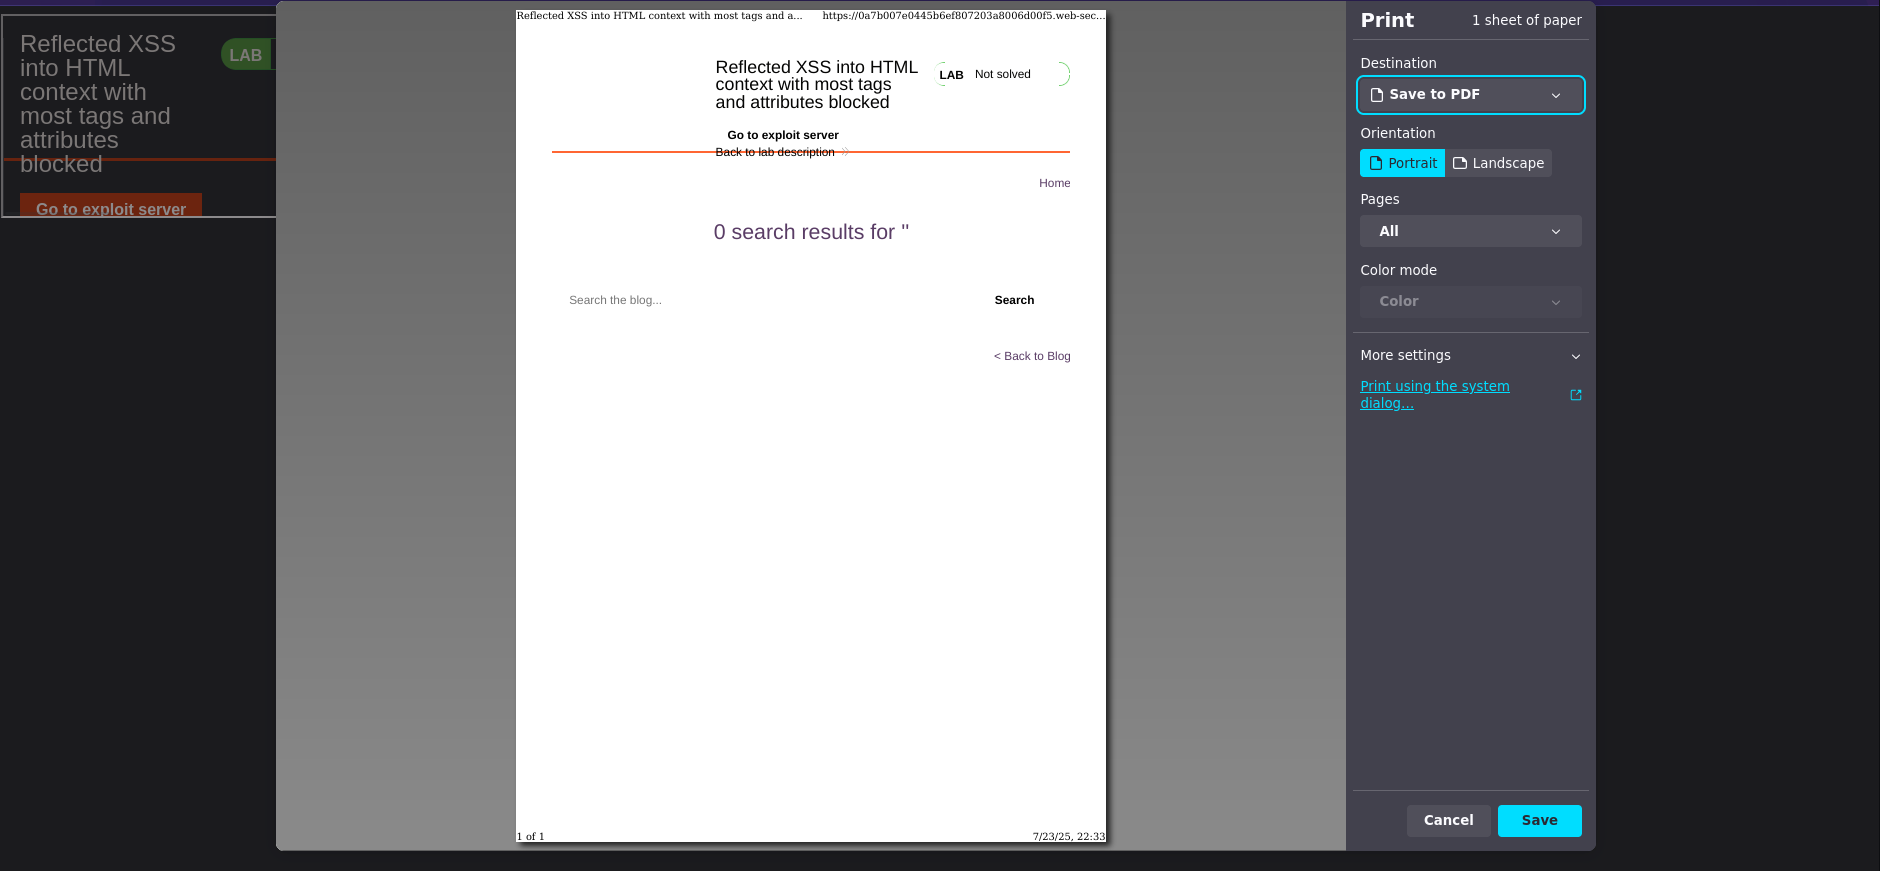 Reflected XSS
into HTML
context with
most tags and
attributes
blocked
LAB
Go to exploit server
Reflected XSS into HTML context with most tags and a...
https://0a7b007e0445b6ef807203a8006d00f5.web-sec...
Reflected XSS into HTML
context with most tags
and attributes blocked
LAB
Not solved
Go to exploit server
Back to lab description
Home
0 search results for ''
Search the blog...
Search
< Back to Blog
1 of 1
7/23/25, 22:33
Print
1 sheet of paper
Destination
Save to PDF
Orientation
Portrait
Landscape
Pages
All
Color mode
Color
More settings
Print using the system
dialog...
Cancel
Save